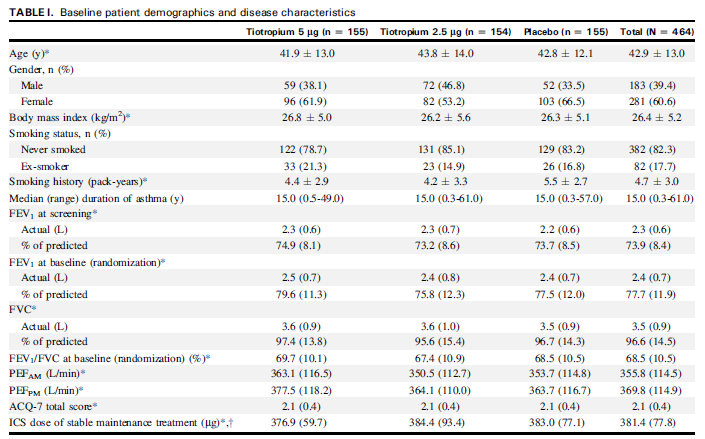 TABLE I. Baseline patient demographics and disease characteristics
Tiotropium 5 μg (n = 155) Tiotropium 2.5 μg (n = 154) Placebo (n = 155) Total (N = 464)
Age (y)* 41.9 ± 13.0 43.8 ± 14.0 42.8 ± 12.1 42.9 ± 13.0
Gender, n (%)
Male 59 (38.1) 72 (46.8) 52 (33.5) 183 (39.4)
Female 96 (61.9) 82 (53.2) 103 (66.5) 281 (60.6)
Body mass index (kg/m²)* 26.8 ± 5.0 26.2 ± 5.6 26.3 ± 5.1 26.4 ± 5.2
Smoking status, n (%)
Never smoked 122 (78.7) 131 (85.1) 129 (83.2) 382 (82.3)
Ex-smoker 33 (21.3) 23 (14.9) 26 (16.8) 82 (17.7)
Smoking history (pack-years)* 4.4 ± 2.9 4.2 ± 3.3 5.5 ± 2.7 4.7 ± 3.0
Median (range) duration of asthma (y) 15.0 (0.5-49.0) 15.0 (0.3-61.0) 15.0 (0.3-57.0) 15.0 (0.3-61.0)
FEV₁ at screening*
Actual (L) 2.3 (0.6) 2.3 (0.7) 2.2 (0.6) 2.3 (0.6)
% of predicted 74.9 (8.1) 73.2 (8.6) 73.7 (8.5) 73.9 (8.4)
FEV₁ at baseline (randomization)*
Actual (L) 2.5 (0.7) 2.4 (0.8) 2.4 (0.7) 2.4 (0.7)
% of predicted 79.6 (11.3) 75.8 (12.3) 77.5 (12.0) 77.7 (11.9)
FVC*
Actual (L) 3.6 (0.9) 3.6 (1.0) 3.5 (0.9) 3.5 (0.9)
% of predicted 97.4 (13.8) 95.6 (15.4) 96.7 (14.3) 96.6 (14.5)
FEV₁/FVC at baseline (randomization) (%)* 69.7 (10.1) 67.4 (10.9) 68.5 (10.5) 68.5 (10.5)
PEF_AM (L/min)* 363.1 (116.5) 350.5 (112.7) 353.7 (114.8) 355.8 (114.5)
PEF_PM (L/min)* 377.5 (118.2) 364.1 (110.0) 363.7 (116.7) 369.8 (114.9)
ACQ-7 total score* 2.1 (0.4) 2.1 (0.4) 2.1 (0.4) 2.1 (0.4)
ICS dose of stable maintenance treatment (μg)*,† 376.9 (59.7) 384.4 (93.4) 383.0 (77.1) 381.4 (77.8)